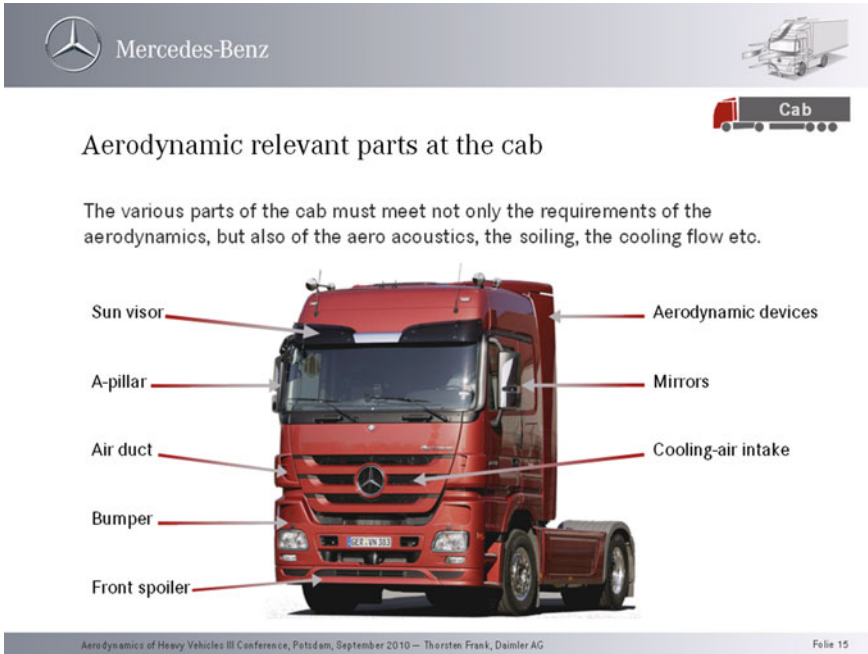 Mercedes-Benz
Cab
Aerodynamic relevant parts at the cab
The various parts of the cab must meet not only the requirements of the
aerodynamics, but also of the aero acoustics, the soiling, the cooling flow etc.
Sun visor
Aerodynamic devices
A-pillar
Mirrors
Air duct
Cooling-air intake
Bumper
GER·VN 303
Front spoiler
Aerodynamics of Heavy Vehicles III Conference, Potsdam, September 2010 — Thorsten Frank, Daimler AG
Folie 15